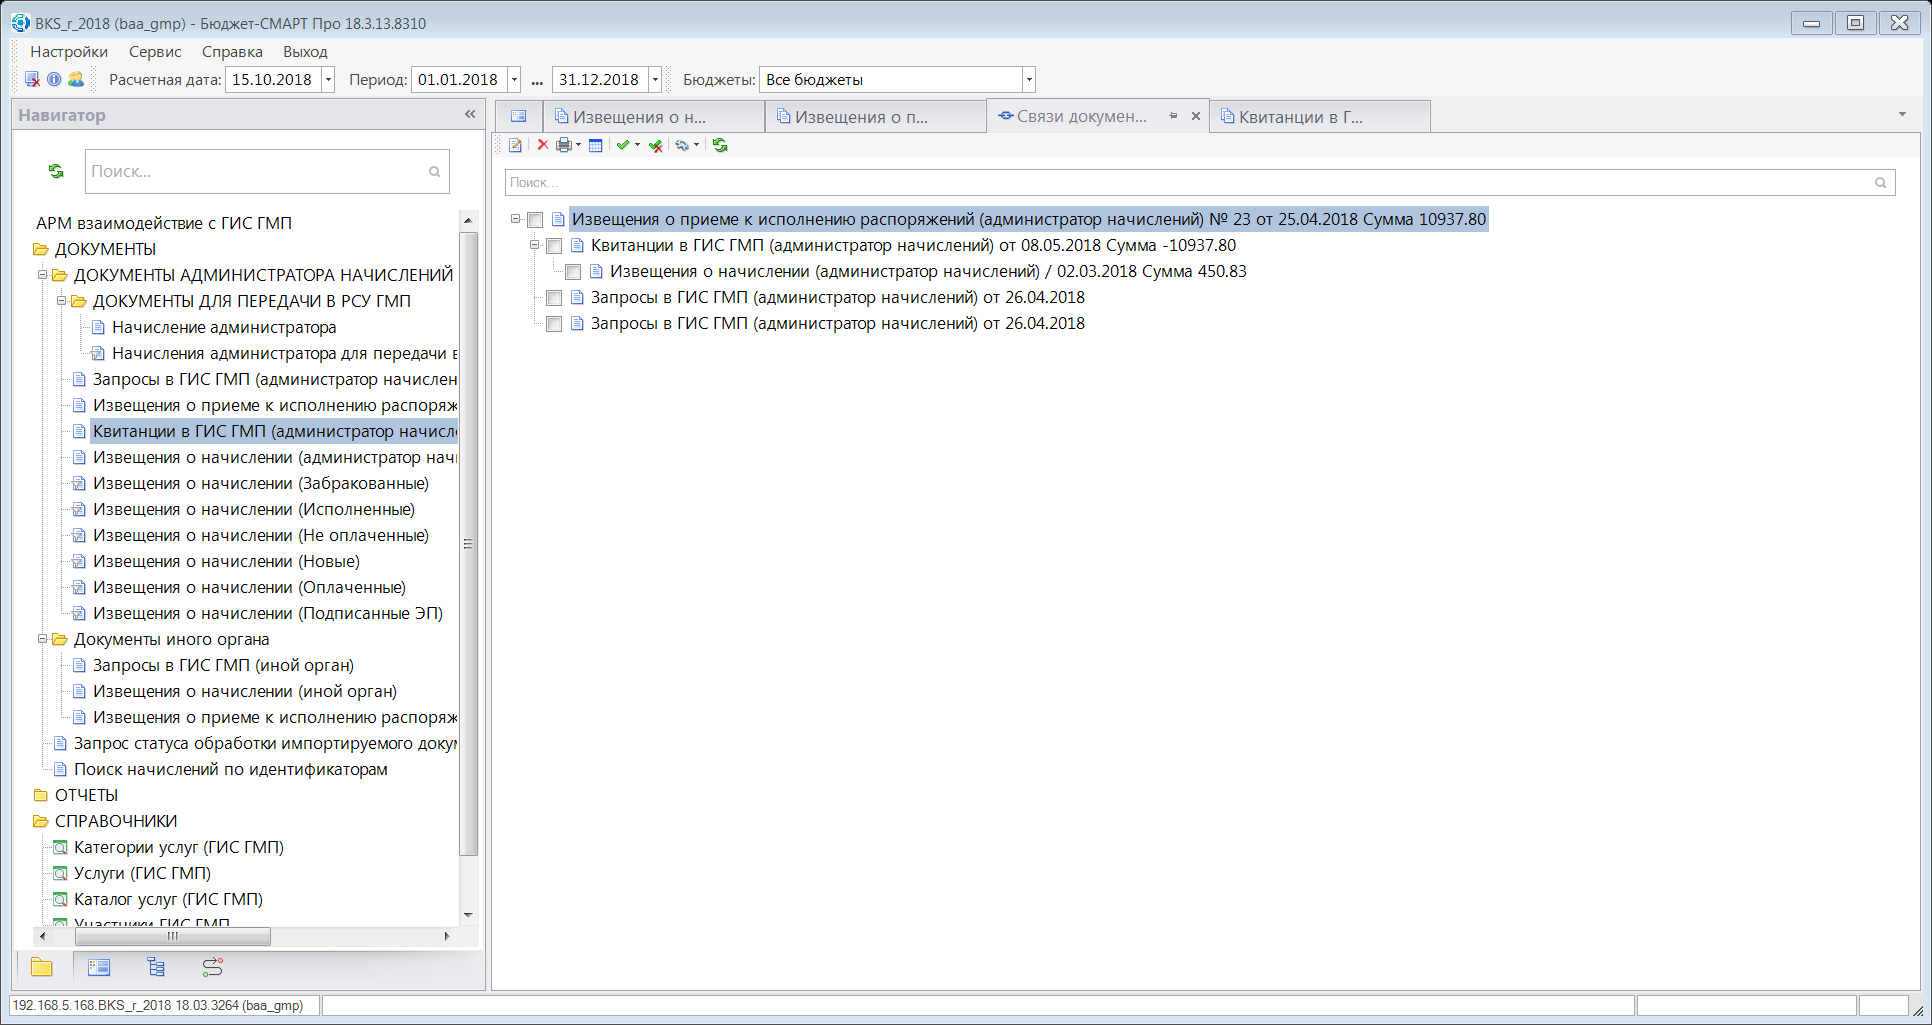 BKS_r_2018 (baa_gmp) - Бюджет-СМАРТ Про 18.3.13.8310
Настройки Сервис Справка Выход
Расчетная дата: 15.10.2018 Период: 01.01.2018 ... 31.12.2018 Бюджеты: Все бюджеты
Навигатор «
Поиск...
АРМ взаимодействие с ГИС ГМП
ДОКУМЕНТЫ
ДОКУМЕНТЫ АДМИНИСТРАТОРА НАЧИСЛЕНИЙ
ДОКУМЕНТЫ ДЛЯ ПЕРЕДАЧИ В РСУ ГМП
Начисление администратора
Начисления администратора для передачи в
Запросы в ГИС ГМП (администратор начислен
Извещения о приеме к исполнению распоряж
Квитанции в ГИС ГМП (администратор начисл
Извещения о начислении (администратор нач
Извещения о начислении (Забракованные)
Извещения о начислении (Исполненные)
Извещения о начислении (Не оплаченные)
Извещения о начислении (Новые)
Извещения о начислении (Оплаченные)
Извещения о начислении (Подписанные ЭП)
Документы иного органа
Запросы в ГИС ГМП (иной орган)
Извещения о начислении (иной орган)
Извещения о приеме к исполнению распоряж
Запрос статуса обработки импортируемого доку
Поиск начислений по идентификаторам
ОТЧЕТЫ
СПРАВОЧНИКИ
Категории услуг (ГИС ГМП)
Услуги (ГИС ГМП)
Каталог услуг (ГИС ГМП)
Участники ГИС ГМП
Извещения о н... Извещения о п... Связи докумен... Квитанции в Г...
Поиск...
Извещения о приеме к исполнению распоряжений (администратор начислений) № 23 от 25.04.2018 Сумма 10937.80
Квитанции в ГИС ГМП (администратор начислений) от 08.05.2018 Сумма -10937.80
Извещения о начислении (администратор начислений) / 02.03.2018 Сумма 450.83
Запросы в ГИС ГМП (администратор начислений) от 26.04.2018
Запросы в ГИС ГМП (администратор начислений) от 26.04.2018
192.168.5.168.BKS_r_2018 18.03.3264 (baa_gmp)